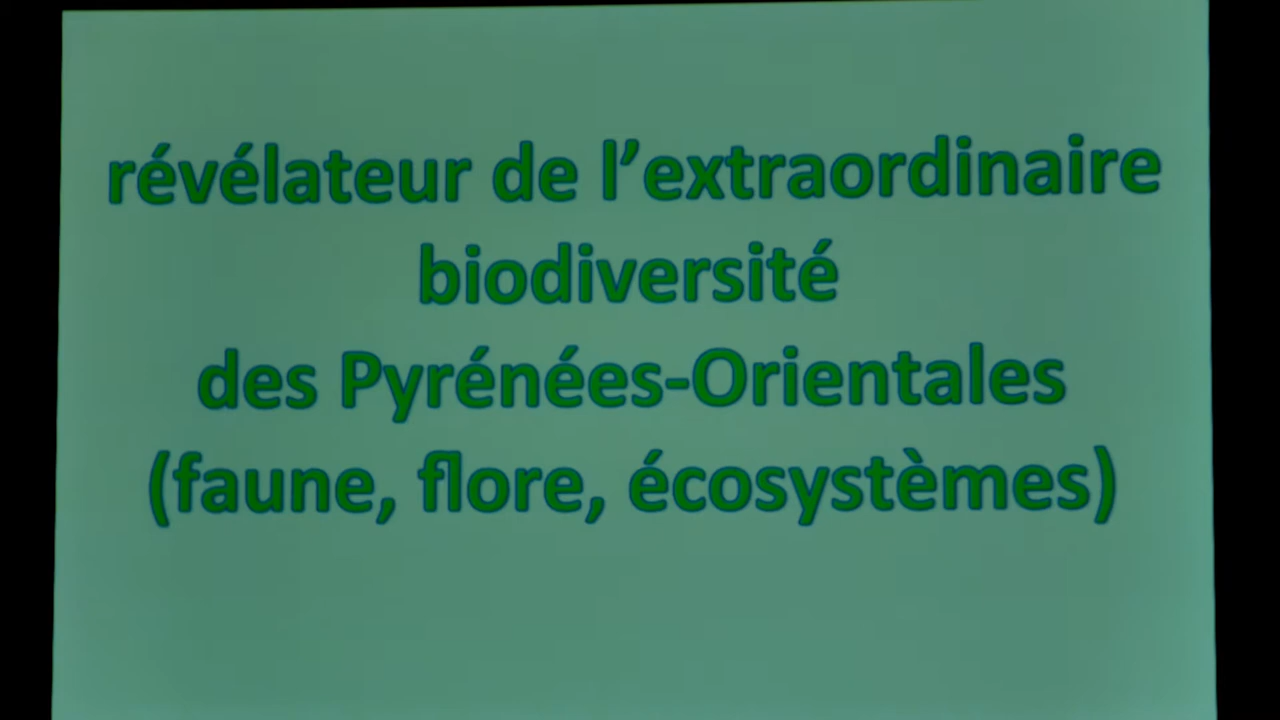 révélateur de l’extraordinaire
biodiversité
des Pyrénées-Orientales
(faune, flore, écosystèmes)